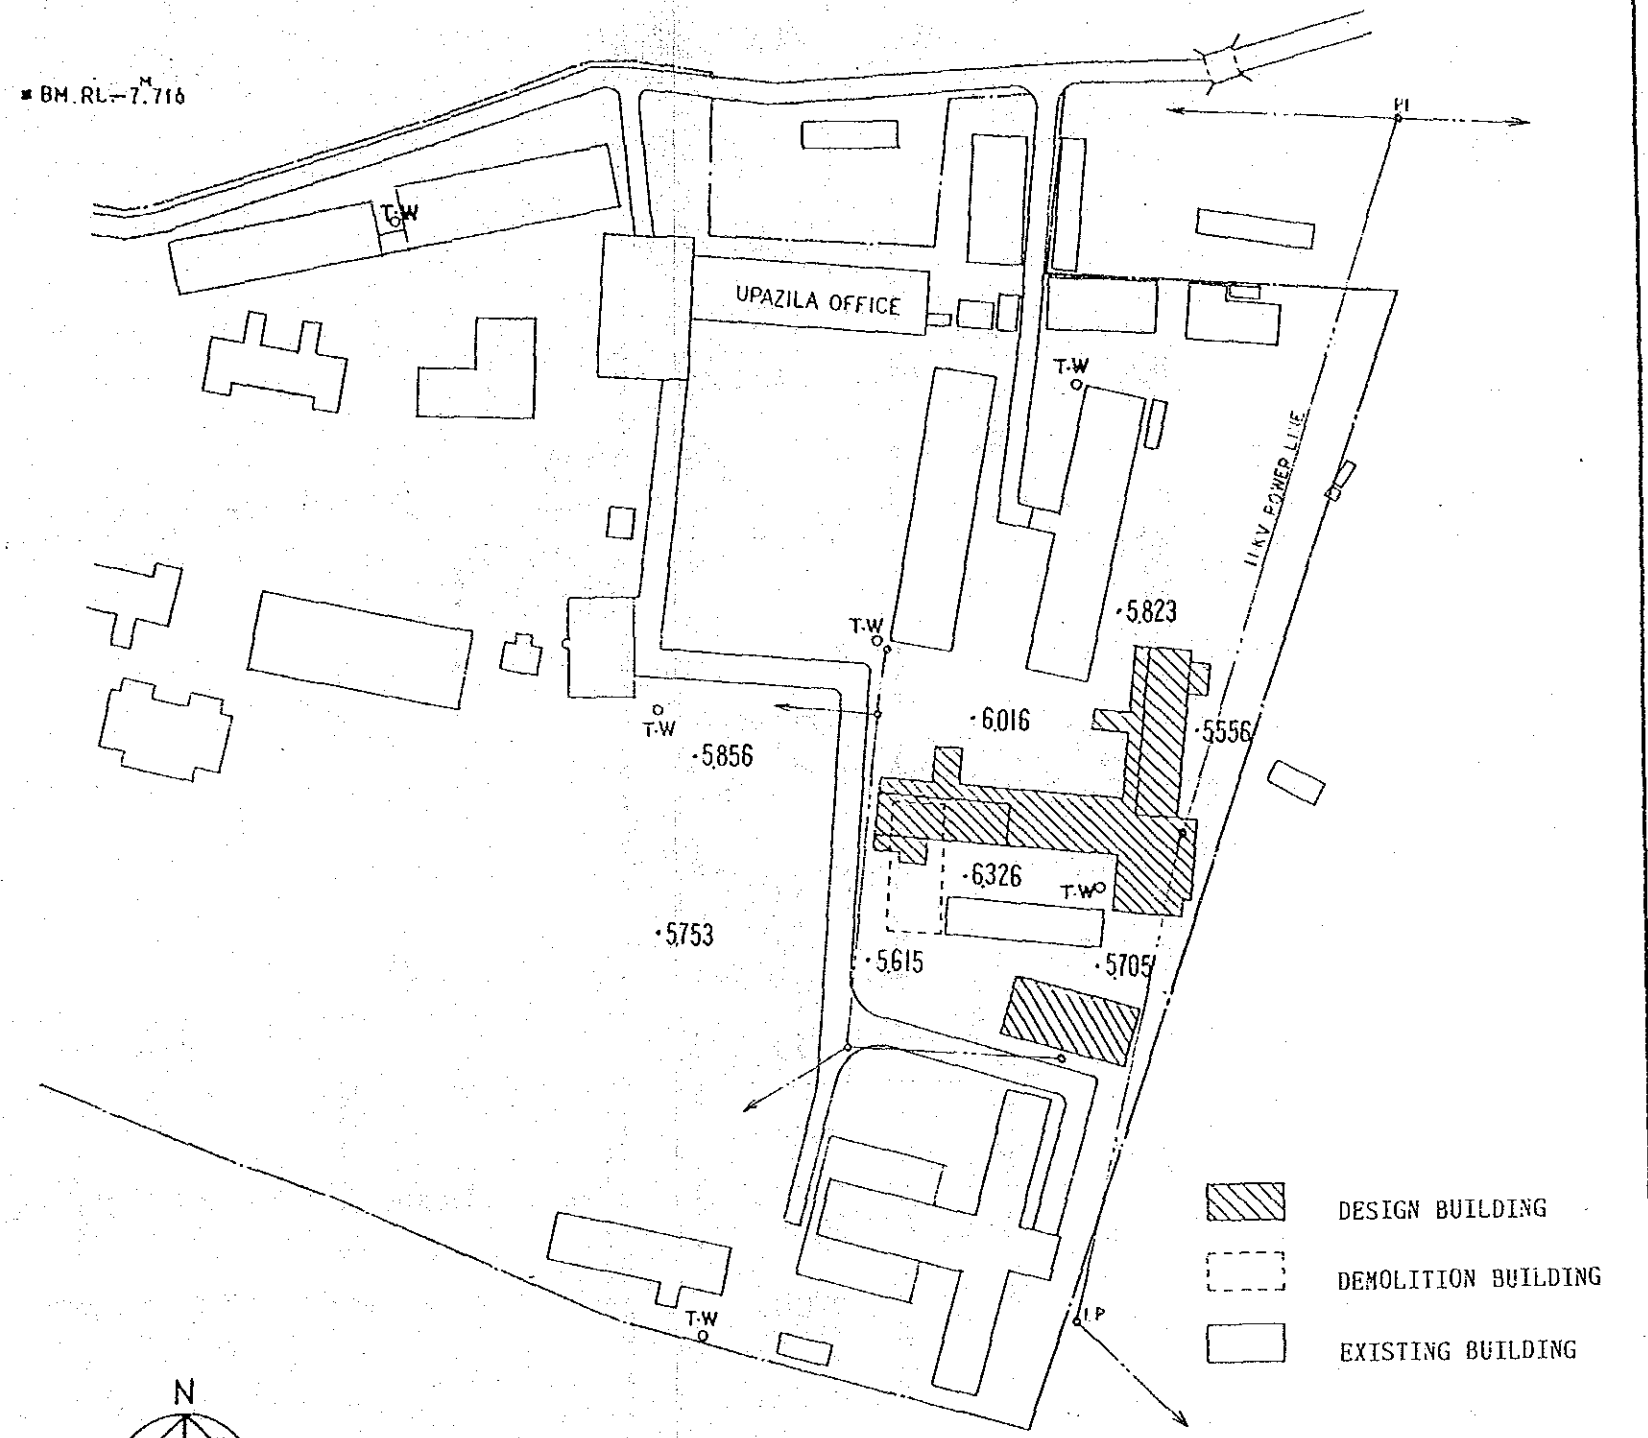 * BM.RL.-7.716
M
P.I
T.W
UPAZILA OFFICE
T.W
11 KV POWER LINE
.5.823
T.W
T.W
.6.016
.5.556
.5.856
.6.326
T.W
.5.753
.5.615
.5.705
DESIGN BUILDING
DEMOLITION BUILDING
I.P
T.W
EXISTING BUILDING
N